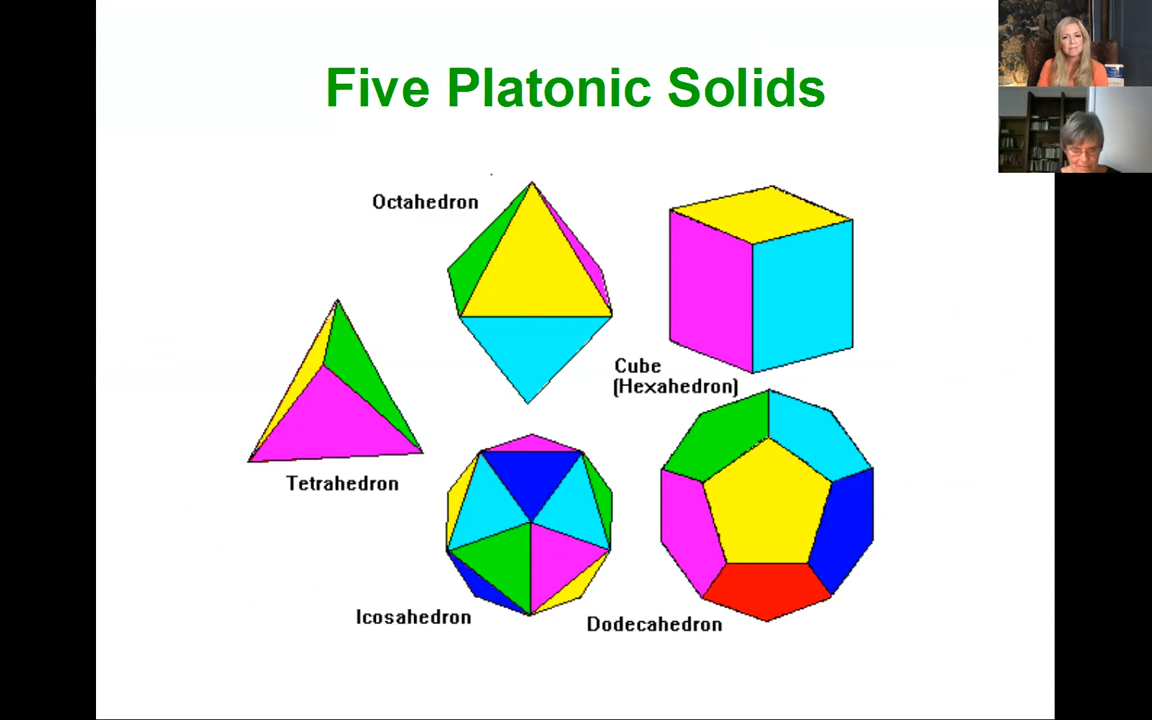 Five Platonic Solids
Octahedron
Cube
(Hexahedron)
Tetrahedron
Icosahedron
Dodecahedron